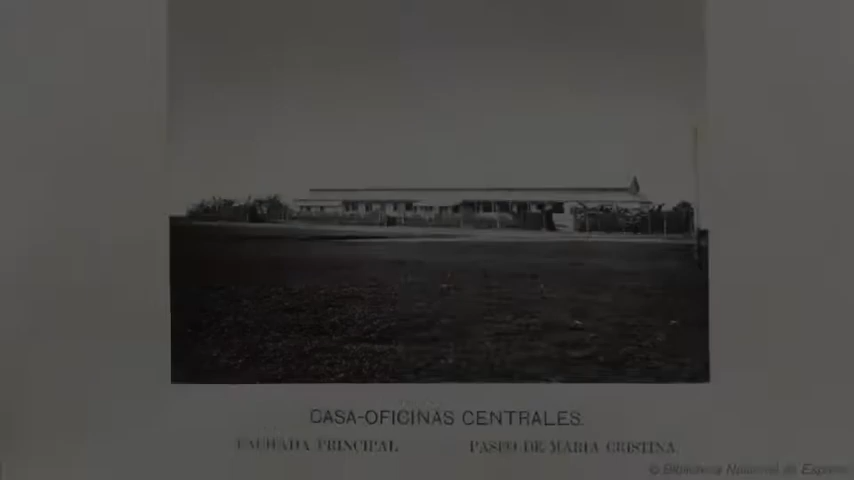 CASA-OFICINAS CENTRALES.
FACHADA PRINCIPAL PASEO DE MARIA CRISTINA.
© Biblioteca Nacional de España